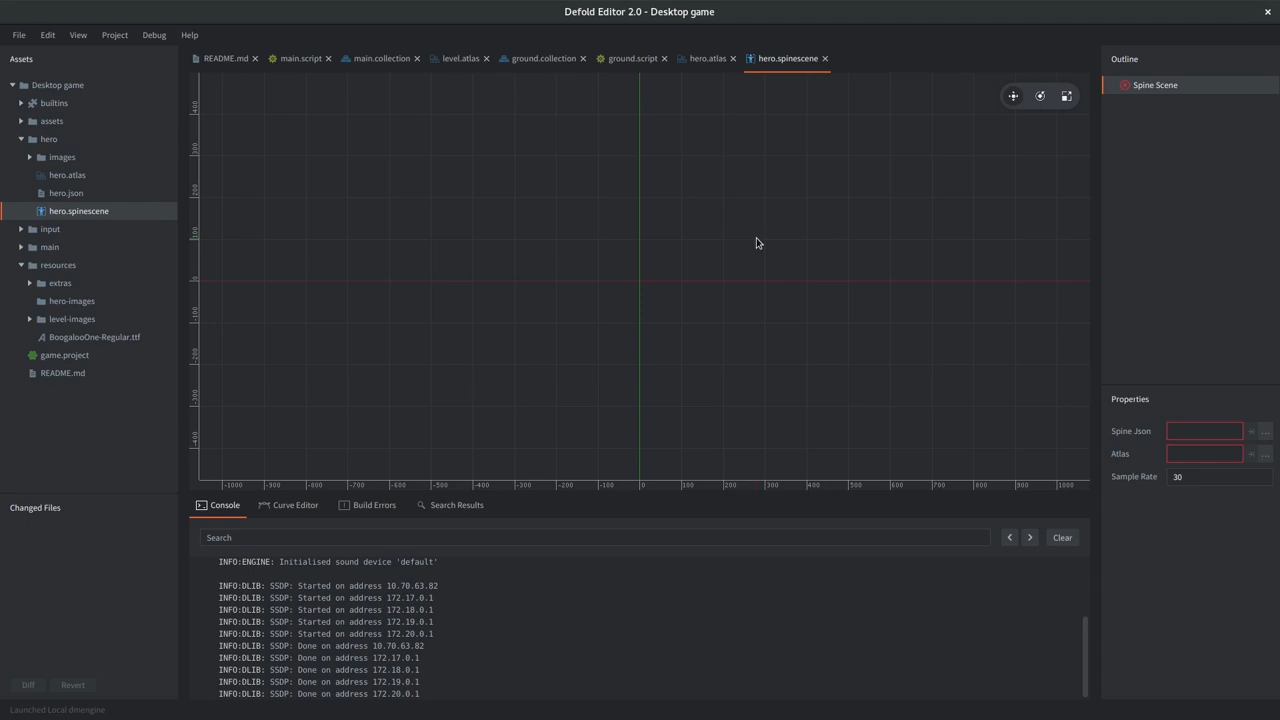 Defold Editor 2.0 - Desktop game
File Edit View Project Debug Help
Assets
Desktop game
builtins
assets
hero
images
hero.atlas
hero.json
hero.spinescene
input
main
resources
extras
hero-images
level-images
BoogalooOne-Regular.ttf
game.project
README.md
Changed Files
Diff Revert
Launched Local dmengine
README.md main.script main.collection level.atlas ground.collection ground.script hero.atlas hero.spinescene
400
300
200
100
0
-100
-200
-300
-400
-1000 -900 -800 -700 -600 -500 -400 -300 -200 -100 0 100 200 300 400 500 600 700 800 900 1000
Console Curve Editor Build Errors Search Results
Search Clear
INFO:ENGINE: Initialised sound device 'default'
INFO:DLIB: SSDP: Started on address 10.70.63.82
INFO:DLIB: SSDP: Started on address 172.17.0.1
INFO:DLIB: SSDP: Started on address 172.18.0.1
INFO:DLIB: SSDP: Started on address 172.19.0.1
INFO:DLIB: SSDP: Started on address 172.20.0.1
INFO:DLIB: SSDP: Done on address 10.70.63.82
INFO:DLIB: SSDP: Done on address 172.17.0.1
INFO:DLIB: SSDP: Done on address 172.18.0.1
INFO:DLIB: SSDP: Done on address 172.19.0.1
INFO:DLIB: SSDP: Done on address 172.20.0.1
Outline
Spine Scene
Properties
Spine Json ...
Atlas ...
Sample Rate 30